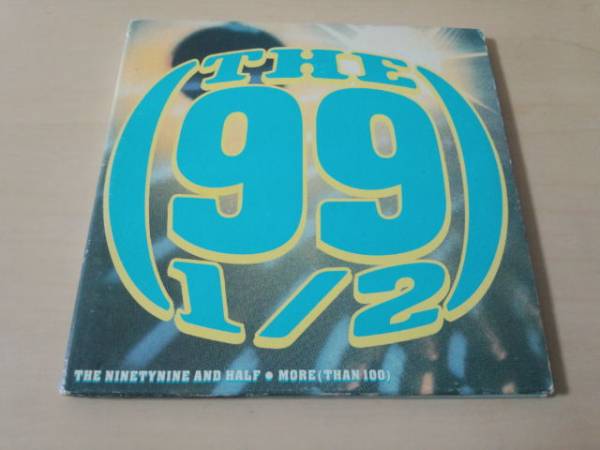 (THE
99
1/2)
THE NINETYNINE AND HALF ● MORE(THAN 100)